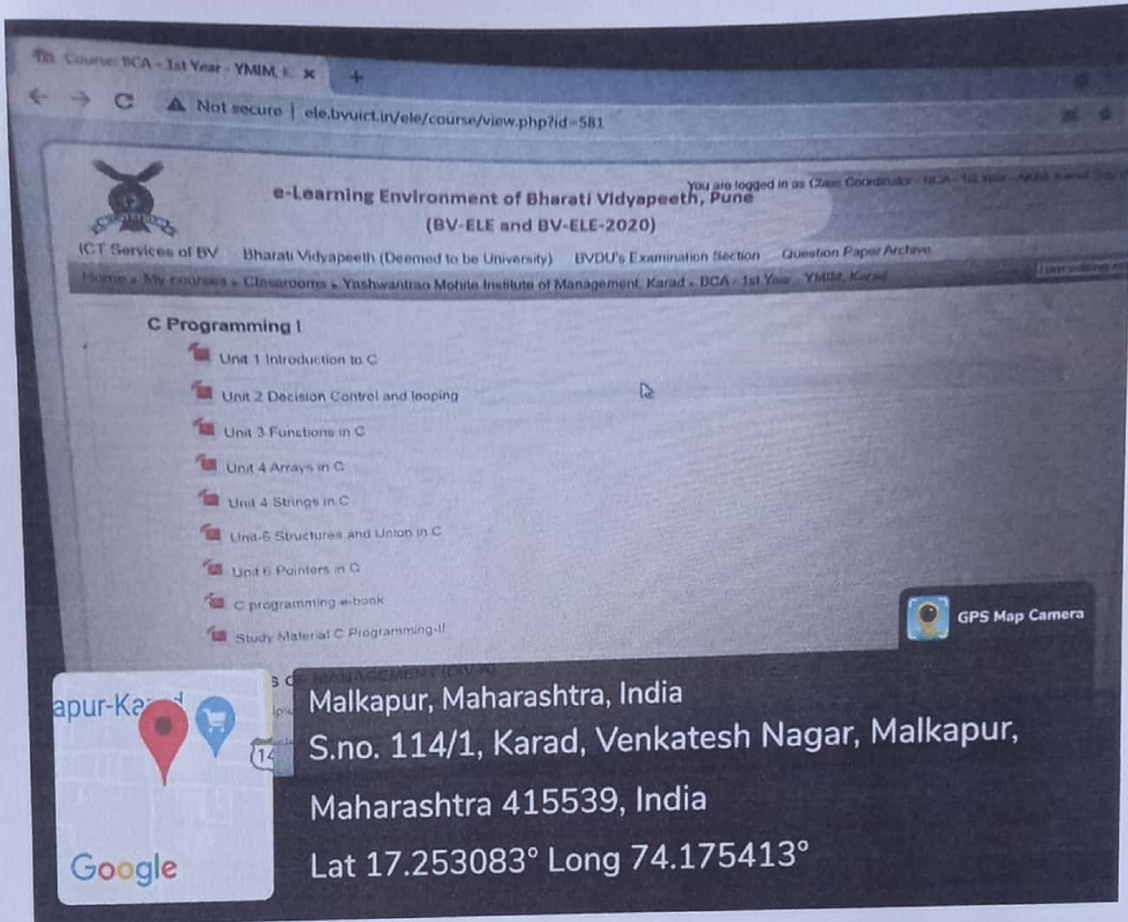 Course: BCA - 1st Year - YMIM,
Not secure | ele.bvuict.in/ele/course/view.php?id=581
You are logged in as Class Coordinator
e-Learning Environment of Bharati Vidyapeeth, Pune
(BV-ELE and BV-ELE-2020)
ICT Services of BV Bharati Vidyapeeth (Deemed to be University) BVDU's Examination Section Question Paper Archive
Home » My courses » Classrooms » Yashwantrao Mohite Institute of Management, Karad » BCA - 1st Year - YMIM, Karad
C Programming I
Unit 1 Introduction to C
Unit 2 Decision Control and looping
Unit 3 Functions in C
Unit 4 Arrays in C
Unit 4 Strings in C
Unit-5 Structures and Union in C
Unit 6 Pointers in C
C programming e-book
Study Material C Programming-II
GPS Map Camera
MANAGEMENT
apur-Ka
14
Google
Malkapur, Maharashtra, India
S.no. 114/1, Karad, Venkatesh Nagar, Malkapur,
Maharashtra 415539, India
Lat 17.253083° Long 74.175413°